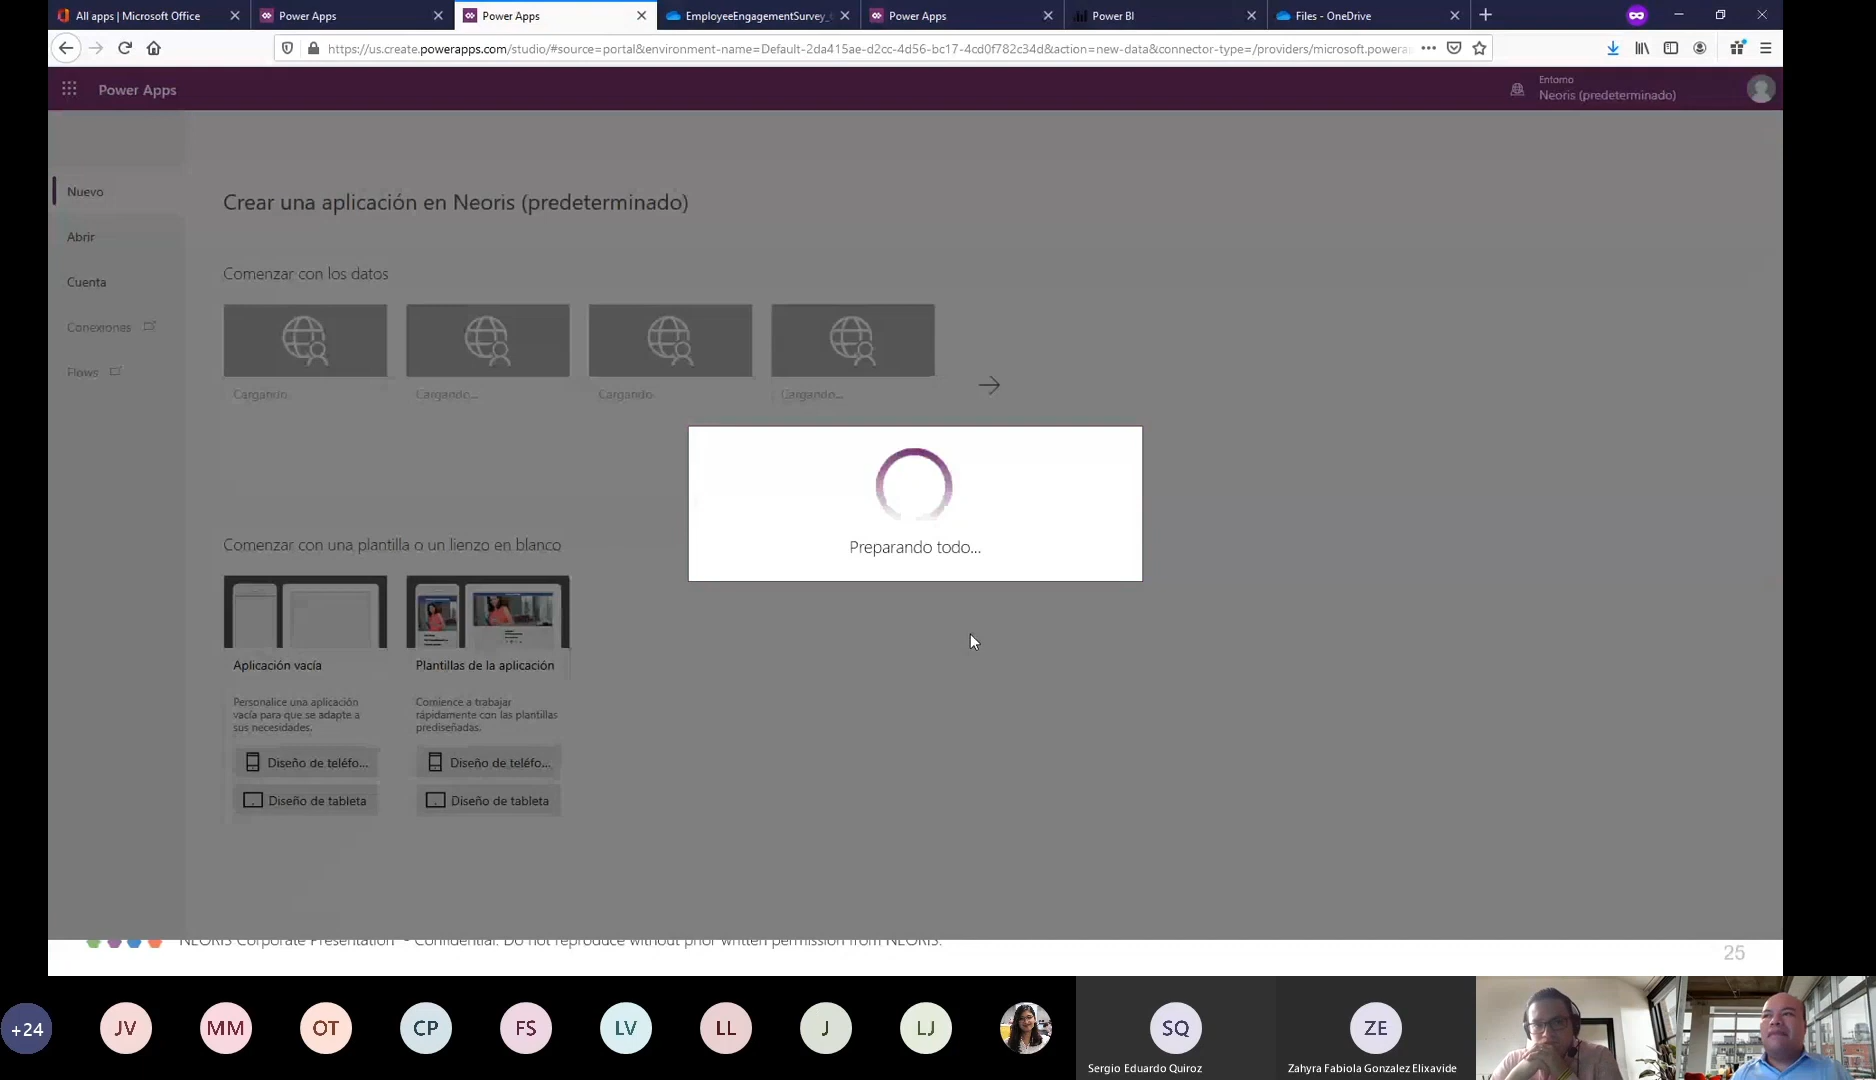 All apps | Microsoft Office
Power Apps
Power Apps
EmployeeEngagementSurvey_
Power Apps
Power BI
Files - OneDrive
https://us.create.powerapps.com/studio/#source=portal&environment-name=Default-2da415ae-d2cc-4d56-bc17-4cd0f782c34d&action=new-data&connector-type=/providers/microsoft.powera
Power Apps
Entorno
Neoris (predeterminado)
Nuevo
Abrir
Cuenta
Conexiones
Flows
Crear una aplicación en Neoris (predeterminado)
Comenzar con los datos
Cargando.
Cargando...
Cargando
Cargando...
Preparando todo...
Comenzar con una plantilla o un lienzo en blanco
Aplicación vacía
Personalice una aplicación
vacía para que se adapte a
sus necesidades.
Diseño de teléfo...
Diseño de tableta
Plantillas de la aplicación
Comience a trabajar
rápidamente con las plantillas
prediseñadas.
Diseño de teléfo...
Diseño de tableta
NEORIS Corporate Presentation - Confidential. Do not reproduce without prior written permission from NEORIS.
25
+24
JV
MM
OT
CP
FS
LV
LL
J
LJ
SQ
Sergio Eduardo Quiroz
ZE
Zahyra Fabiola Gonzalez Elixavide